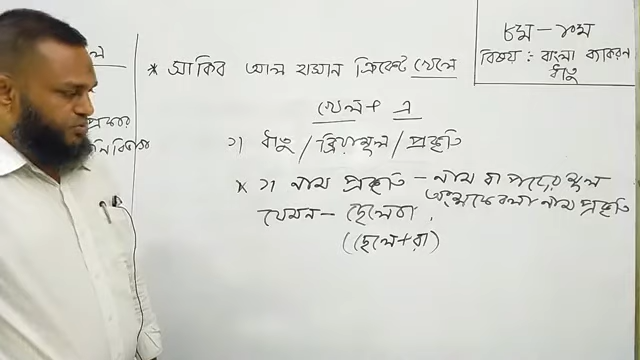 ৮ম - ১০ম
বিষয় : বাংলা ব্যাকরণ
ধাতু
* সাকিব আল হাসান ক্রিকেট খেলে
খেল + এ
১। ধাতু / ক্রিয়ামূল / প্রকৃতি
* ১। নাম প্রকৃতি - নাম বা পদের মূল
অংশকে বলা নাম প্রকৃতি
যেমন - ছেলেরা,
(ছেলে + রা)